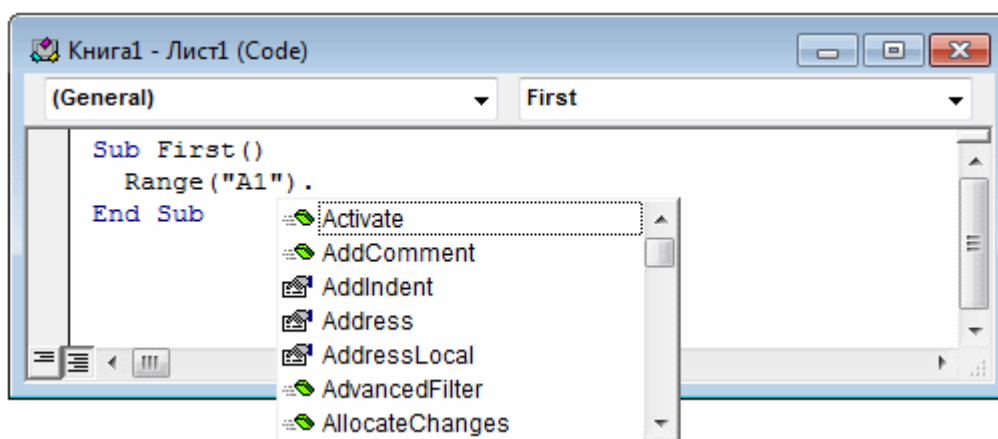 Книга1 - Лист1 (Code)
(General) First
Sub First()
Range("A1").
End Sub
Activate
AddComment
AddIndent
Address
AddressLocal
AdvancedFilter
AllocateChanges